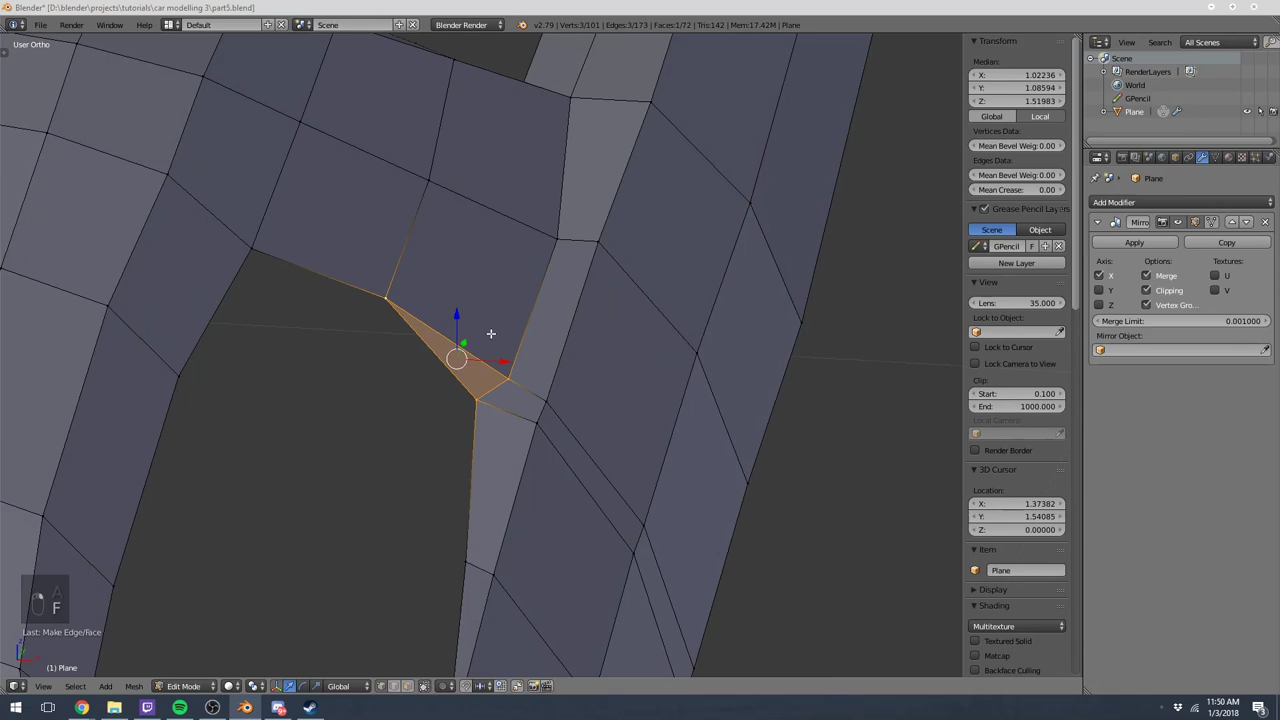 Blender* [D:\blender\projects\tutorials\car modelling 3\part5.blend]
File Render Window Help Default Scene Blender Render v2.79 | Verts:3/101 | Edges:3/173 | Faces:1/72 | Tris:142 | Mem:17.42M | Plane
User Ortho
Transform
Median:
X: 1.02236
Y: 1.08594
Z: 1.51983
Global Local
Vertices Data:
Mean Bevel Weig: 0.00
Edges Data:
Mean Bevel Weig: 0.00
Mean Crease: 0.00
Grease Pencil Layers
Scene Object
GPencil F
New Layer
View
Lens: 35.000
Lock to Object:
Lock to Cursor
Lock Camera to View
Clip:
Start: 0.100
End: 1000.000
Local Camera:
Render Border
3D Cursor
Location:
X: 1.37382
Y: 1.54085
Z: 0.00000
Item
Plane
Display
Shading
Multitexture
Textured Solid
Matcap
Backface Culling
View Search All Scenes
Scene
RenderLayers
World
GPencil
Plane
Plane
Add Modifier
Mirro
Apply Copy
Axis: Options: Textures:
X Merge U
Y Clipping V
Z Vertex Gro...
Merge Limit: 0.001000
Mirror Object:
A
F
Last: Make Edge/Face
(1) Plane
View Select Add Mesh Edit Mode Global
11:50 AM
1/3/2018